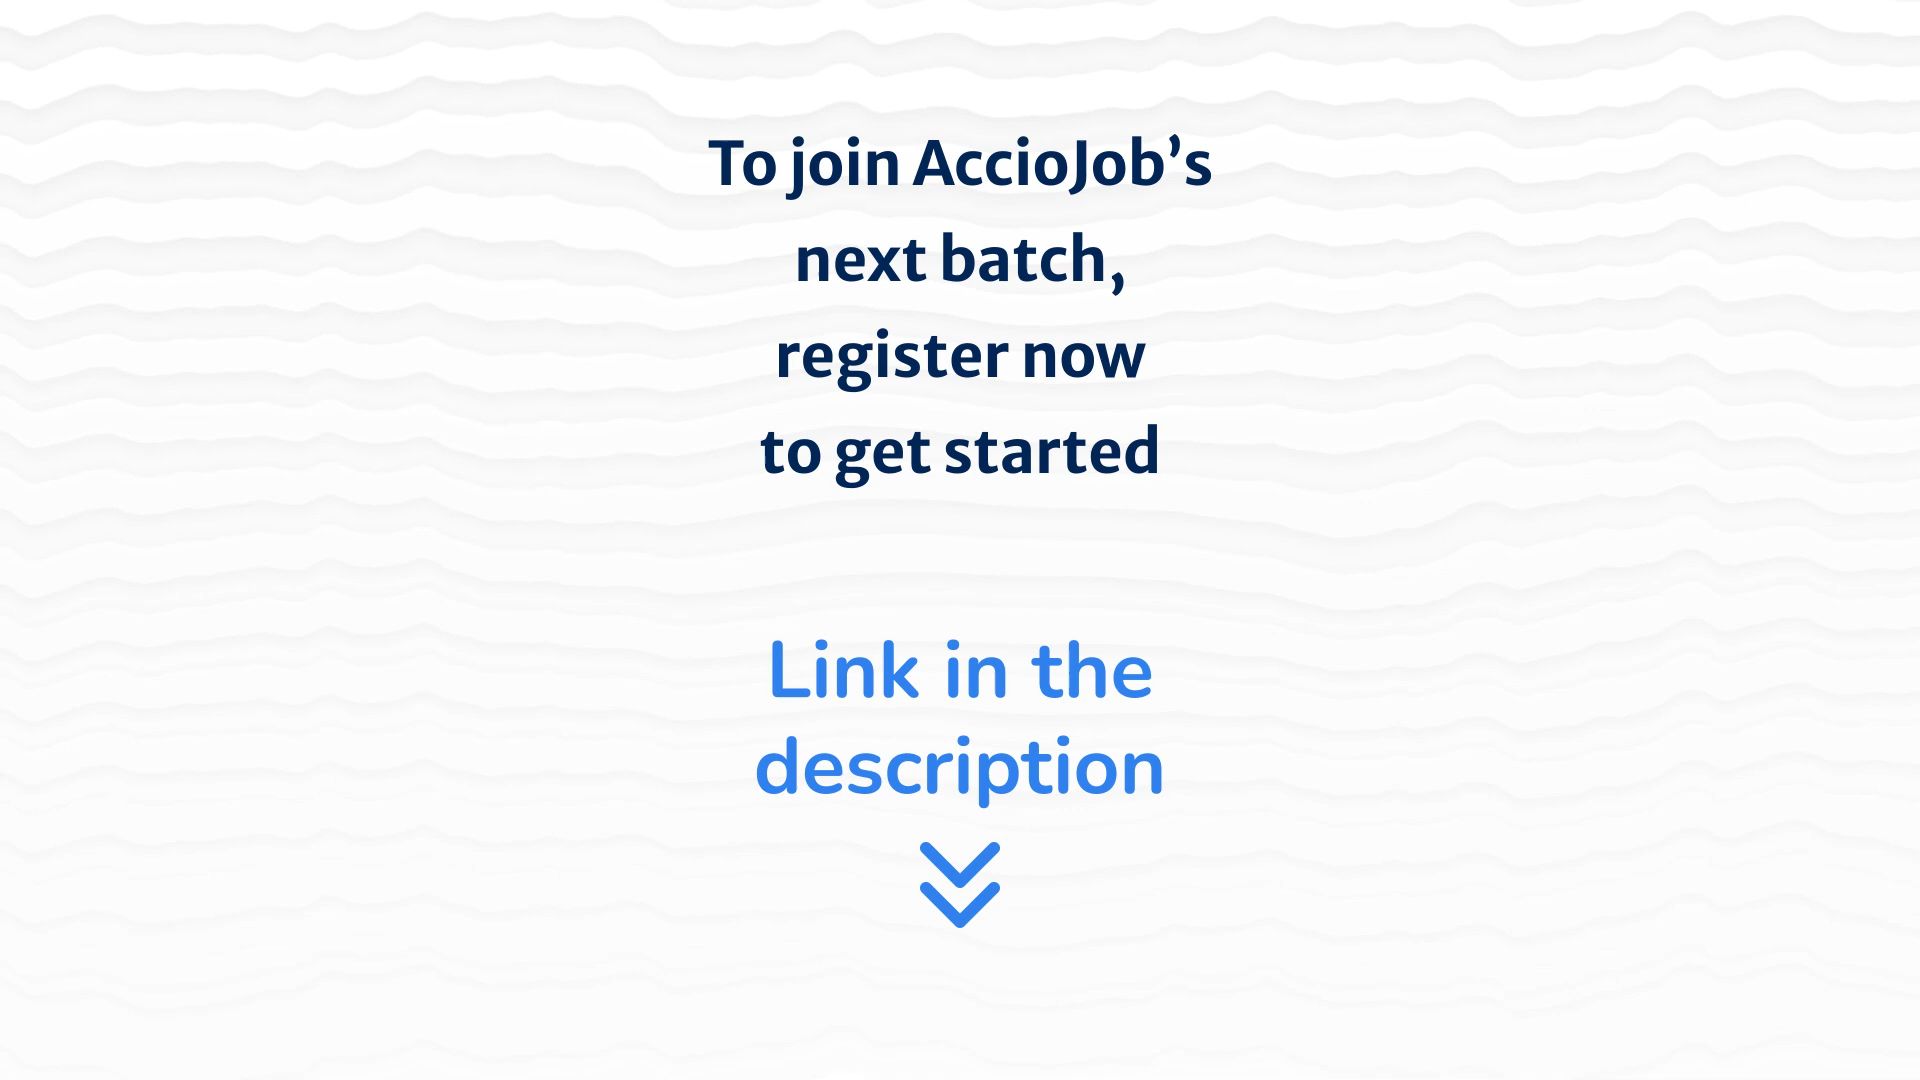 To join AccioJob’s
next batch,
register now
to get started
Link in the
description